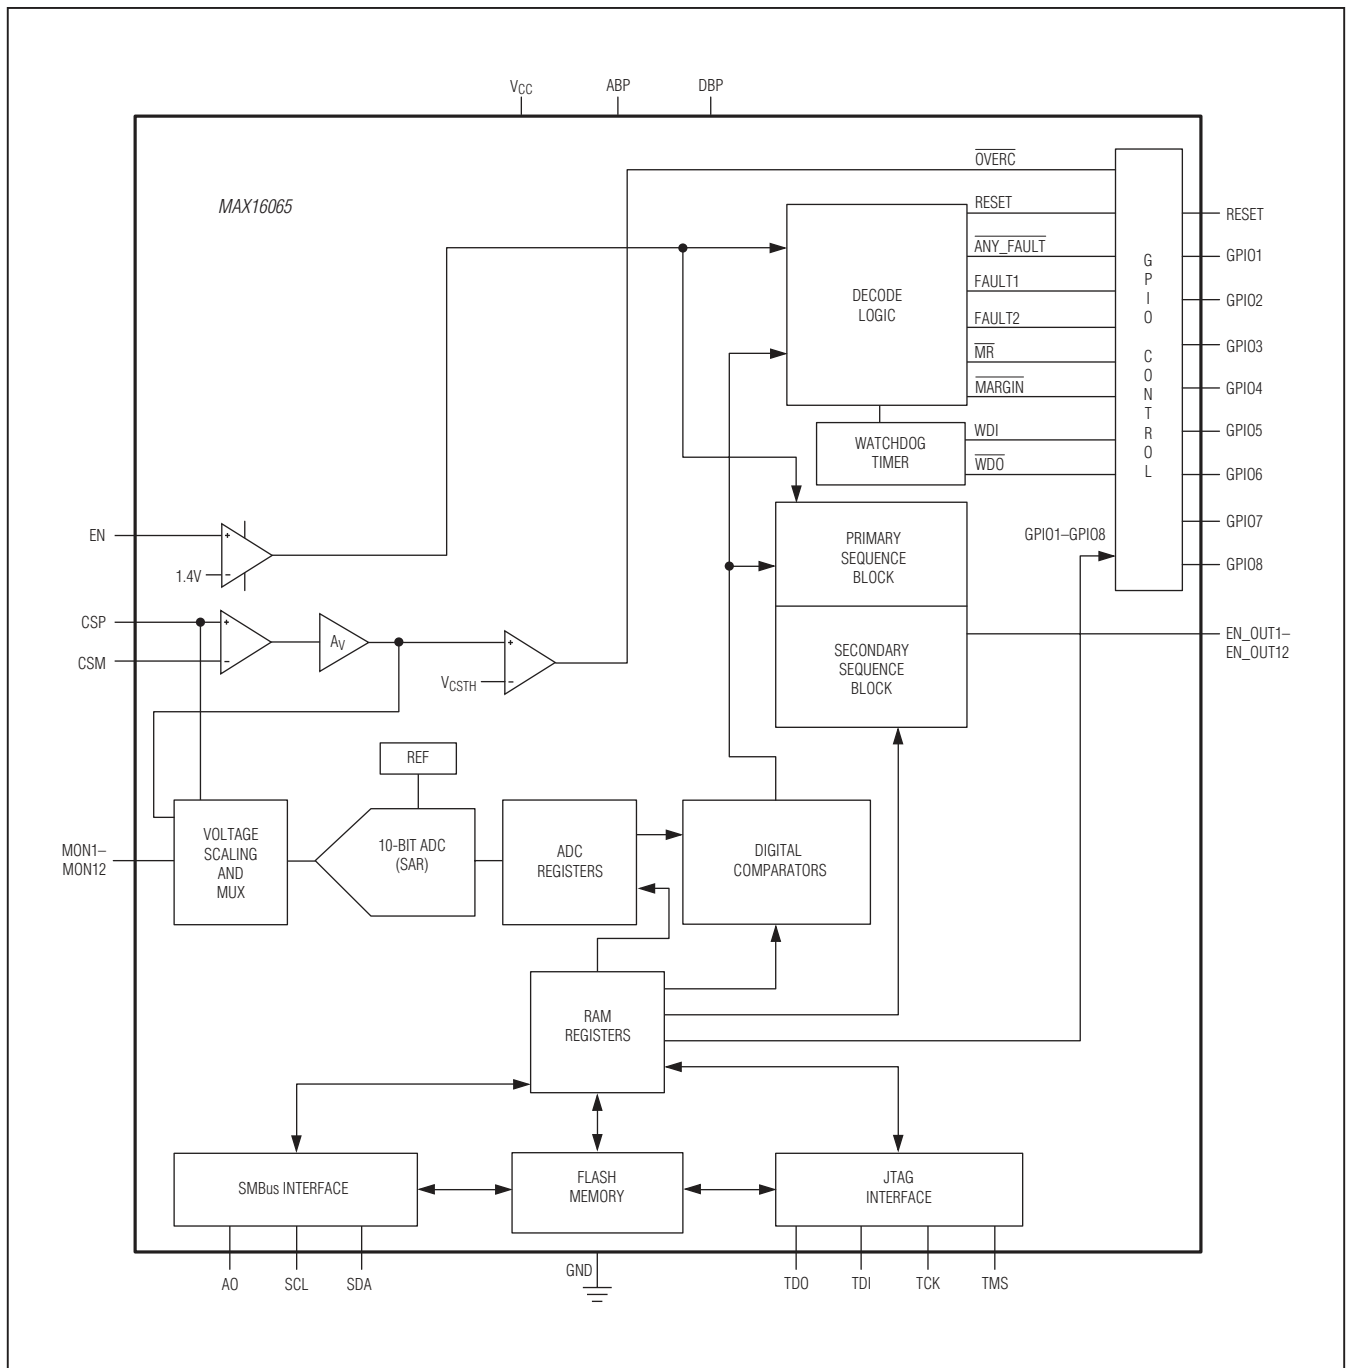 VCC
ABP
DBP
MAX16065
OVERC
RESET
ANY_FAULT
FAULT1
FAULT2
MR
MARGIN
WDI
WDO
DECODE
LOGIC
WATCHDOG
TIMER
GPIO CONTROL
RESET
GPIO1
GPIO2
GPIO3
GPIO4
GPIO5
GPIO6
GPIO7
GPIO8
GPIO1–GPIO8
EN
+
−
1.4V
PRIMARY
SEQUENCE
BLOCK
CSP
CSM
+
−
AV
+
−
VCSTH
SECONDARY
SEQUENCE
BLOCK
EN_OUT1–
EN_OUT12
REF
MON1–
MON12
VOLTAGE
SCALING
AND
MUX
10-BIT ADC
(SAR)
ADC
REGISTERS
DIGITAL
COMPARATORS
RAM
REGISTERS
SMBus INTERFACE
FLASH
MEMORY
JTAG
INTERFACE
AO
SCL
SDA
GND
TDO
TDI
TCK
TMS